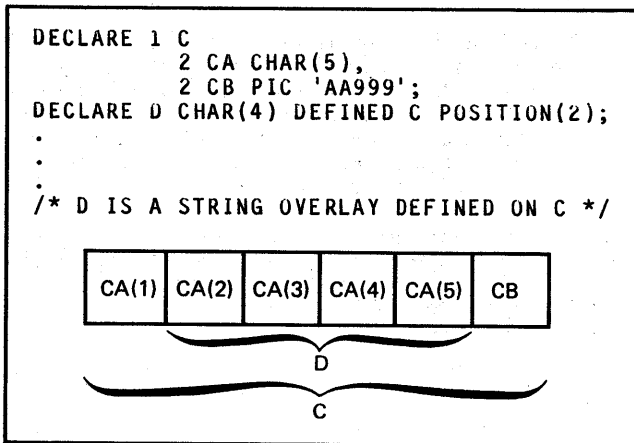 DECLARE 1 C
2 CA CHAR(5),
2 CB PIC 'AA999';
DECLARE D CHAR(4) DEFINED C POSITION(2);
.
.
.
/* D IS A STRING OVERLAY DEFINED ON C */
CA(1) CA(2) CA(3) CA(4) CA(5) CB
D
C